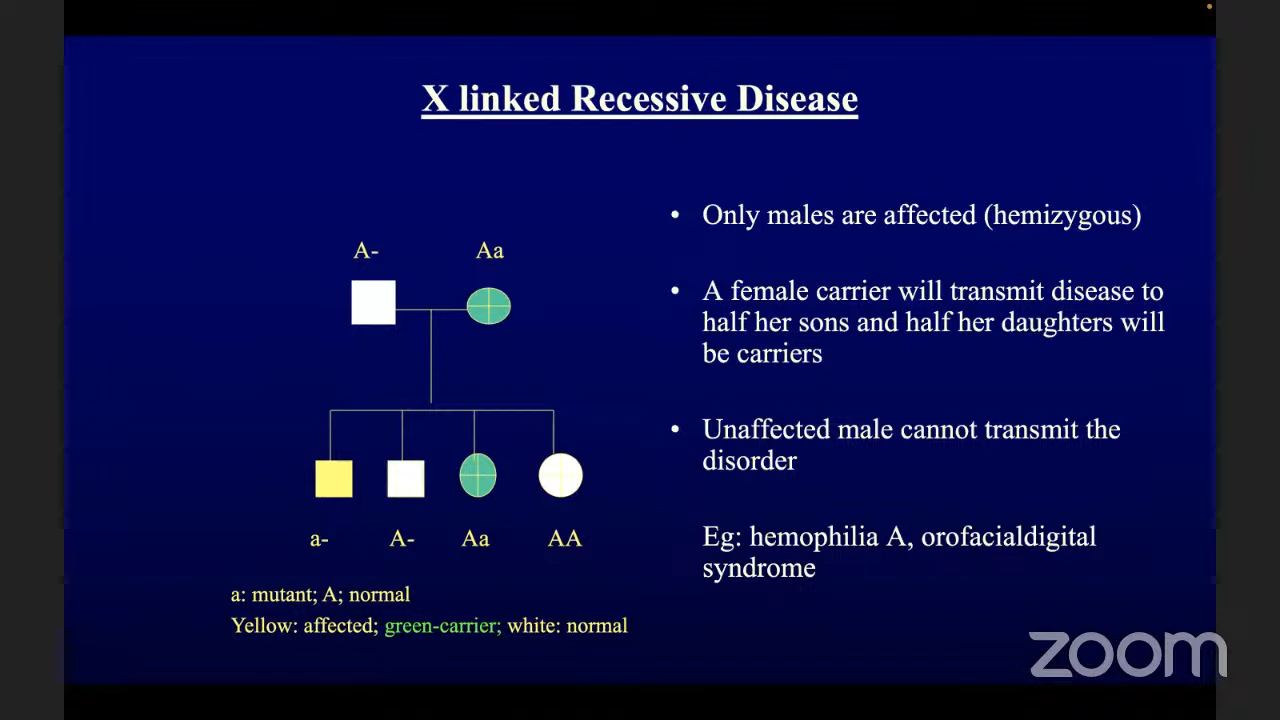 X linked Recessive Disease
A- Aa
a- A- Aa AA
a: mutant; A; normal
Yellow: affected; green-carrier; white: normal
• Only males are affected (hemizygous)
• A female carrier will transmit disease to
half her sons and half her daughters will
be carriers
• Unaffected male cannot transmit the
disorder
Eg: hemophilia A, orofacialdigital
syndrome
zoom